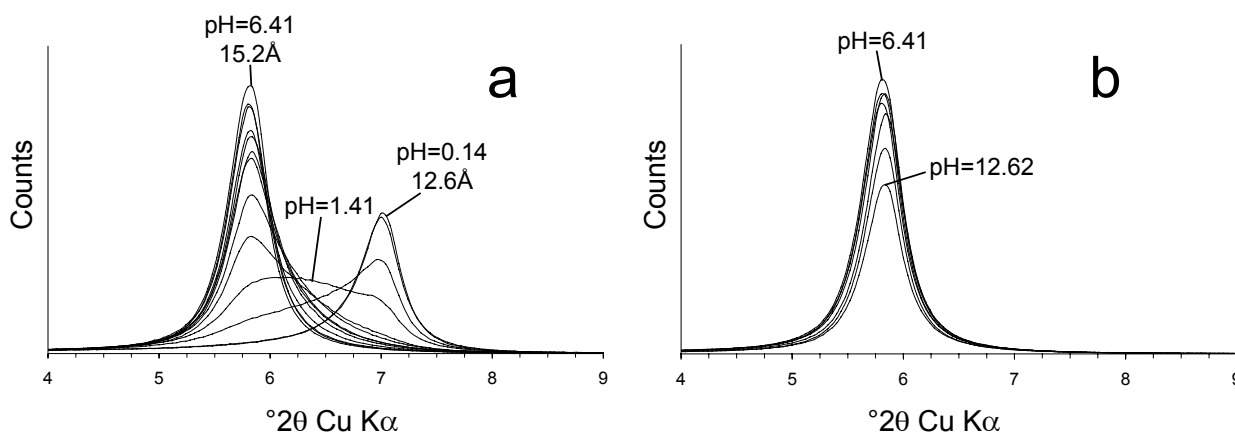 pH=6.41
15.2Å
a
pH=0.14
12.6Å
pH=1.41
Counts
4 5 6 7 8 9
°2θ Cu Kα
pH=6.41
b
pH=12.62
Counts
4 5 6 7 8 9
°2θ Cu Kα